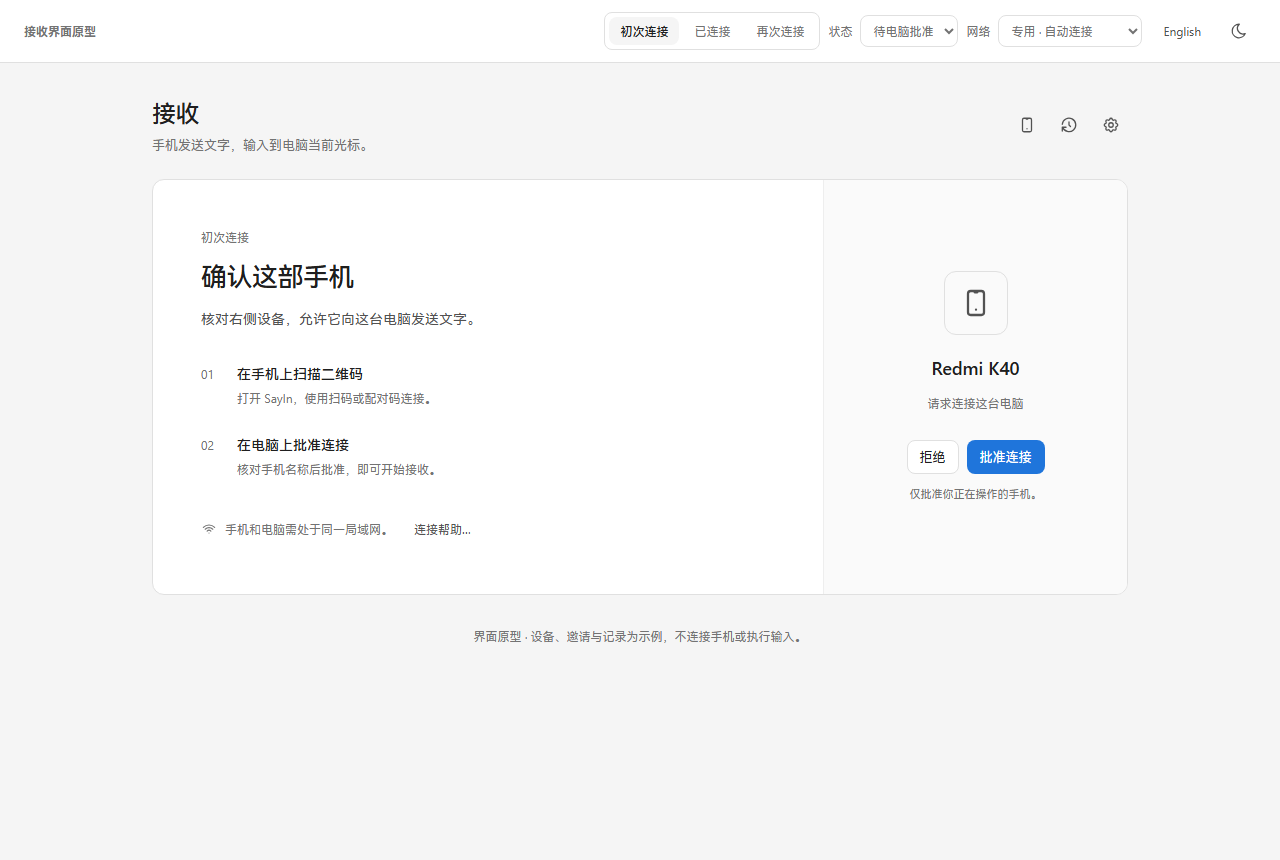 接收界面原型
初次连接 已连接 再次连接 状态 待电脑批准 网络 专用 · 自动连接 English
接收
手机发送文字，输入到电脑当前光标。
初次连接
确认这部手机
核对右侧设备，允许它向这台电脑发送文字。
01 在手机上扫描二维码
打开 SayIn，使用扫码或配对码连接。
02 在电脑上批准连接
核对手机名称后批准，即可开始接收。
手机和电脑需处于同一局域网。 连接帮助...
Redmi K40
请求连接这台电脑
拒绝 批准连接
仅批准你正在操作的手机。
界面原型 · 设备、邀请与记录为示例，不连接手机或执行输入。